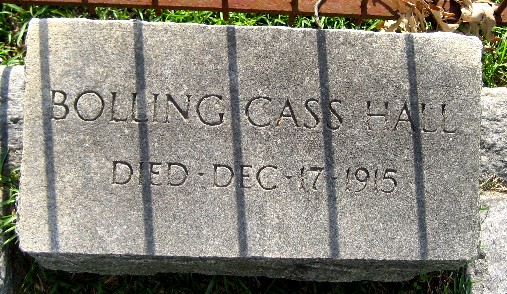 BOLLING CASS HALL
DIED-DEC-17-1915